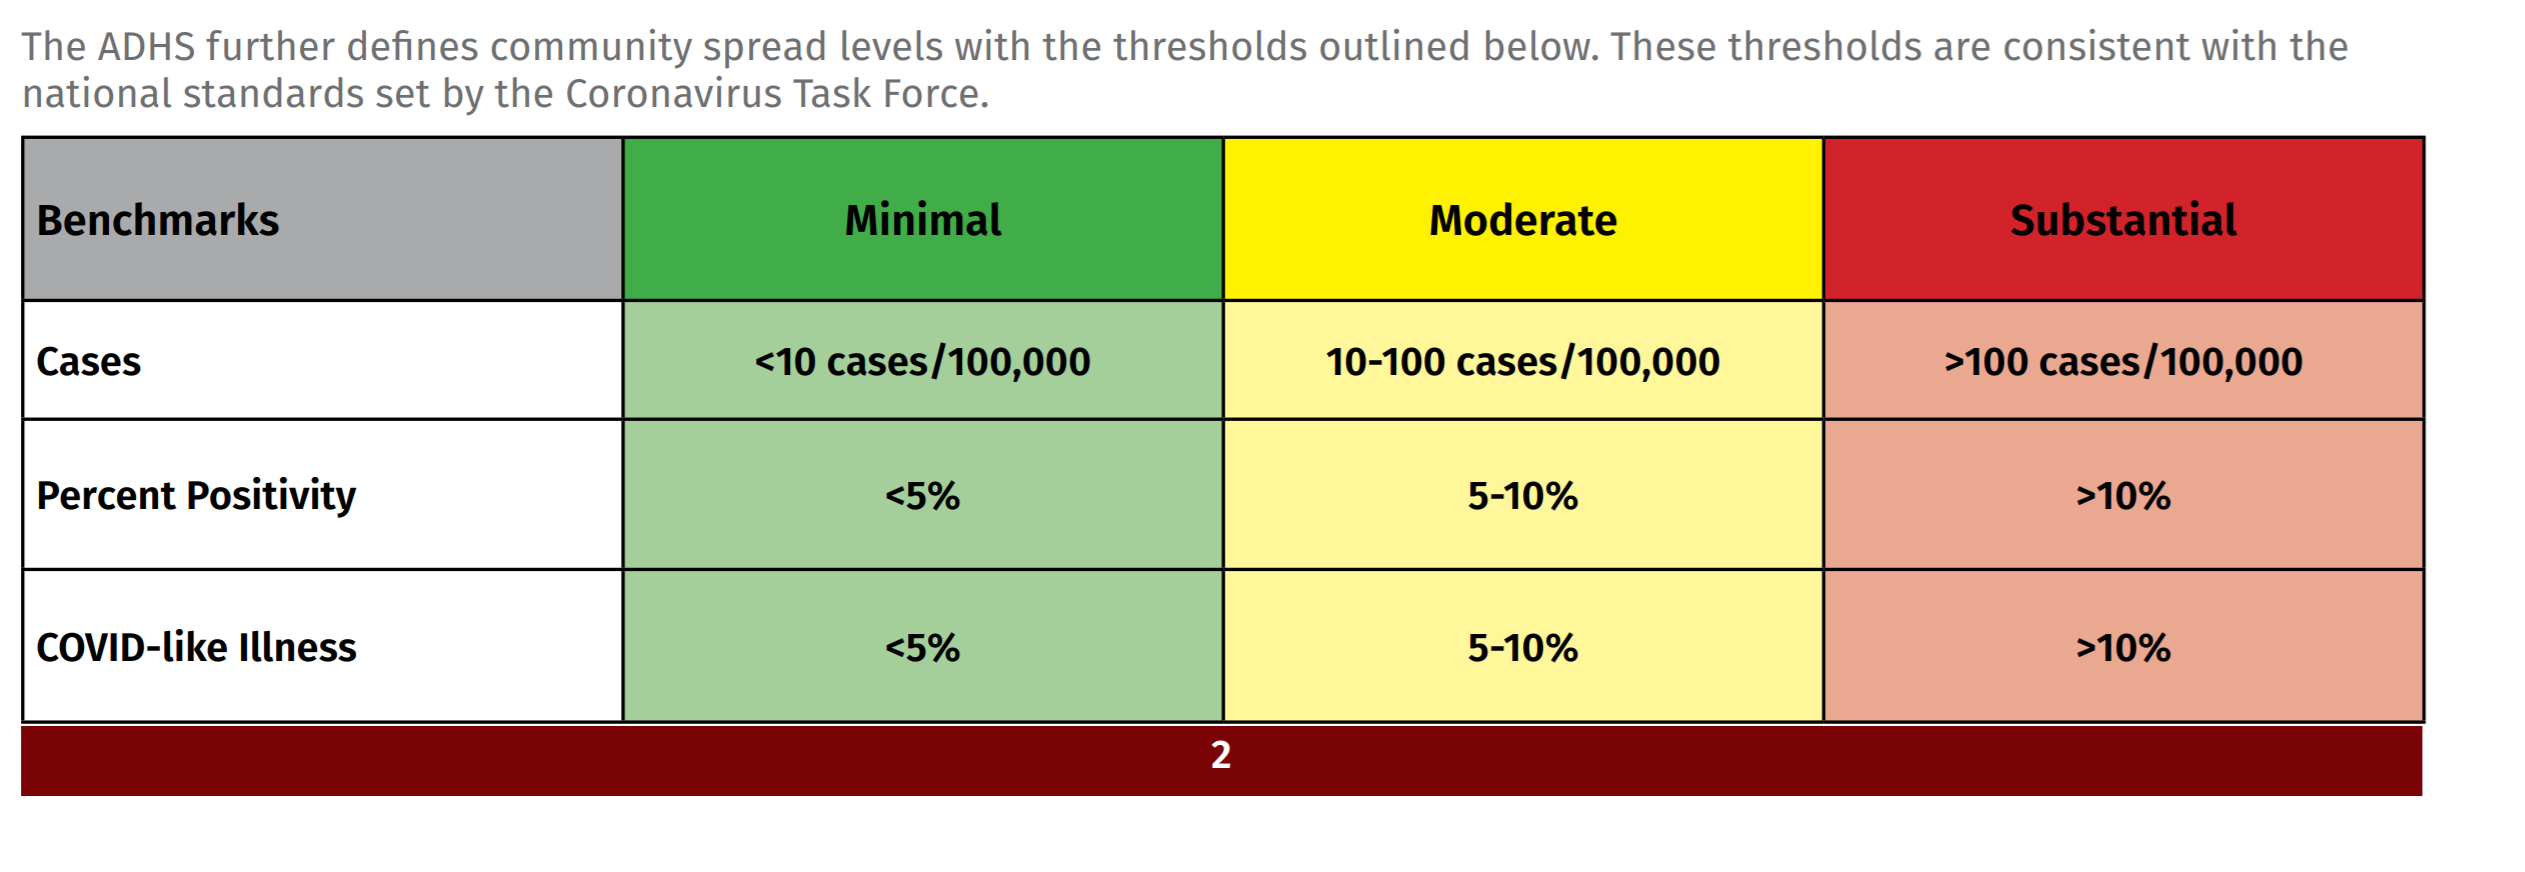 The ADHS further defines community spread levels with the thresholds outlined below. These thresholds are consistent with the
national standards set by the Coronavirus Task Force.
Benchmarks Minimal Moderate Substantial
Cases <10 cases/100,000 10-100 cases/100,000 >100 cases/100,000
Percent Positivity <5% 5-10% >10%
COVID-like Illness <5% 5-10% >10%
2